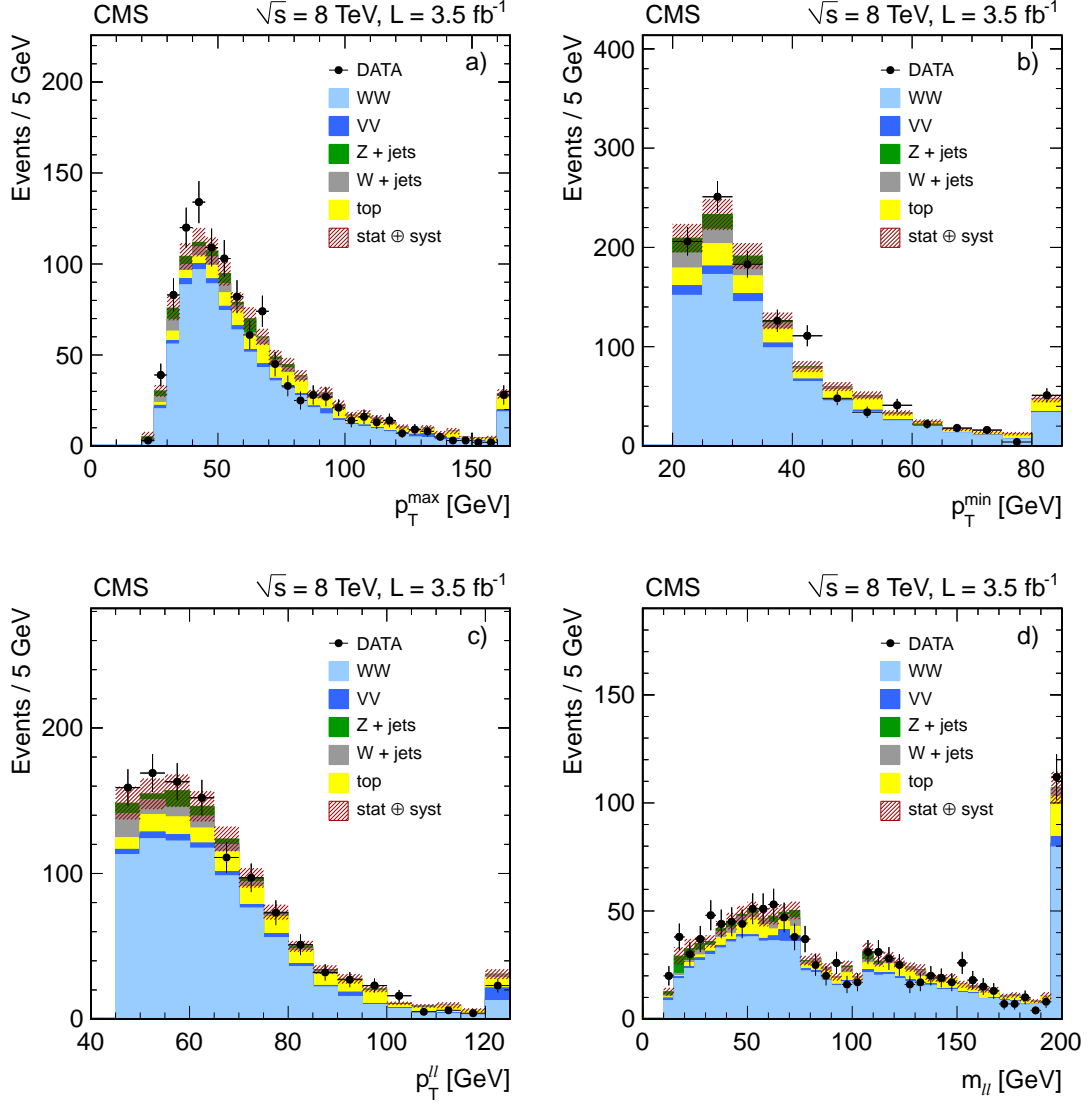 CMS √s = 8 TeV, L = 3.5 fb⁻¹
a)
Events / 5 GeV
200
150
100
50
0
DATA
WW
VV
Z + jets
W + jets
top
stat ⊕ syst
0 50 100 150
p_T^max [GeV]
CMS √s = 8 TeV, L = 3.5 fb⁻¹
b)
Events / 5 GeV
400
300
200
100
0
DATA
WW
VV
Z + jets
W + jets
top
stat ⊕ syst
20 40 60 80
p_T^min [GeV]
CMS √s = 8 TeV, L = 3.5 fb⁻¹
c)
Events / 5 GeV
200
100
0
DATA
WW
VV
Z + jets
W + jets
top
stat ⊕ syst
40 60 80 100 120
p_T^ll [GeV]
CMS √s = 8 TeV, L = 3.5 fb⁻¹
d)
Events / 5 GeV
150
100
50
0
DATA
WW
VV
Z + jets
W + jets
top
stat ⊕ syst
0 50 100 150 200
m_ll [GeV]